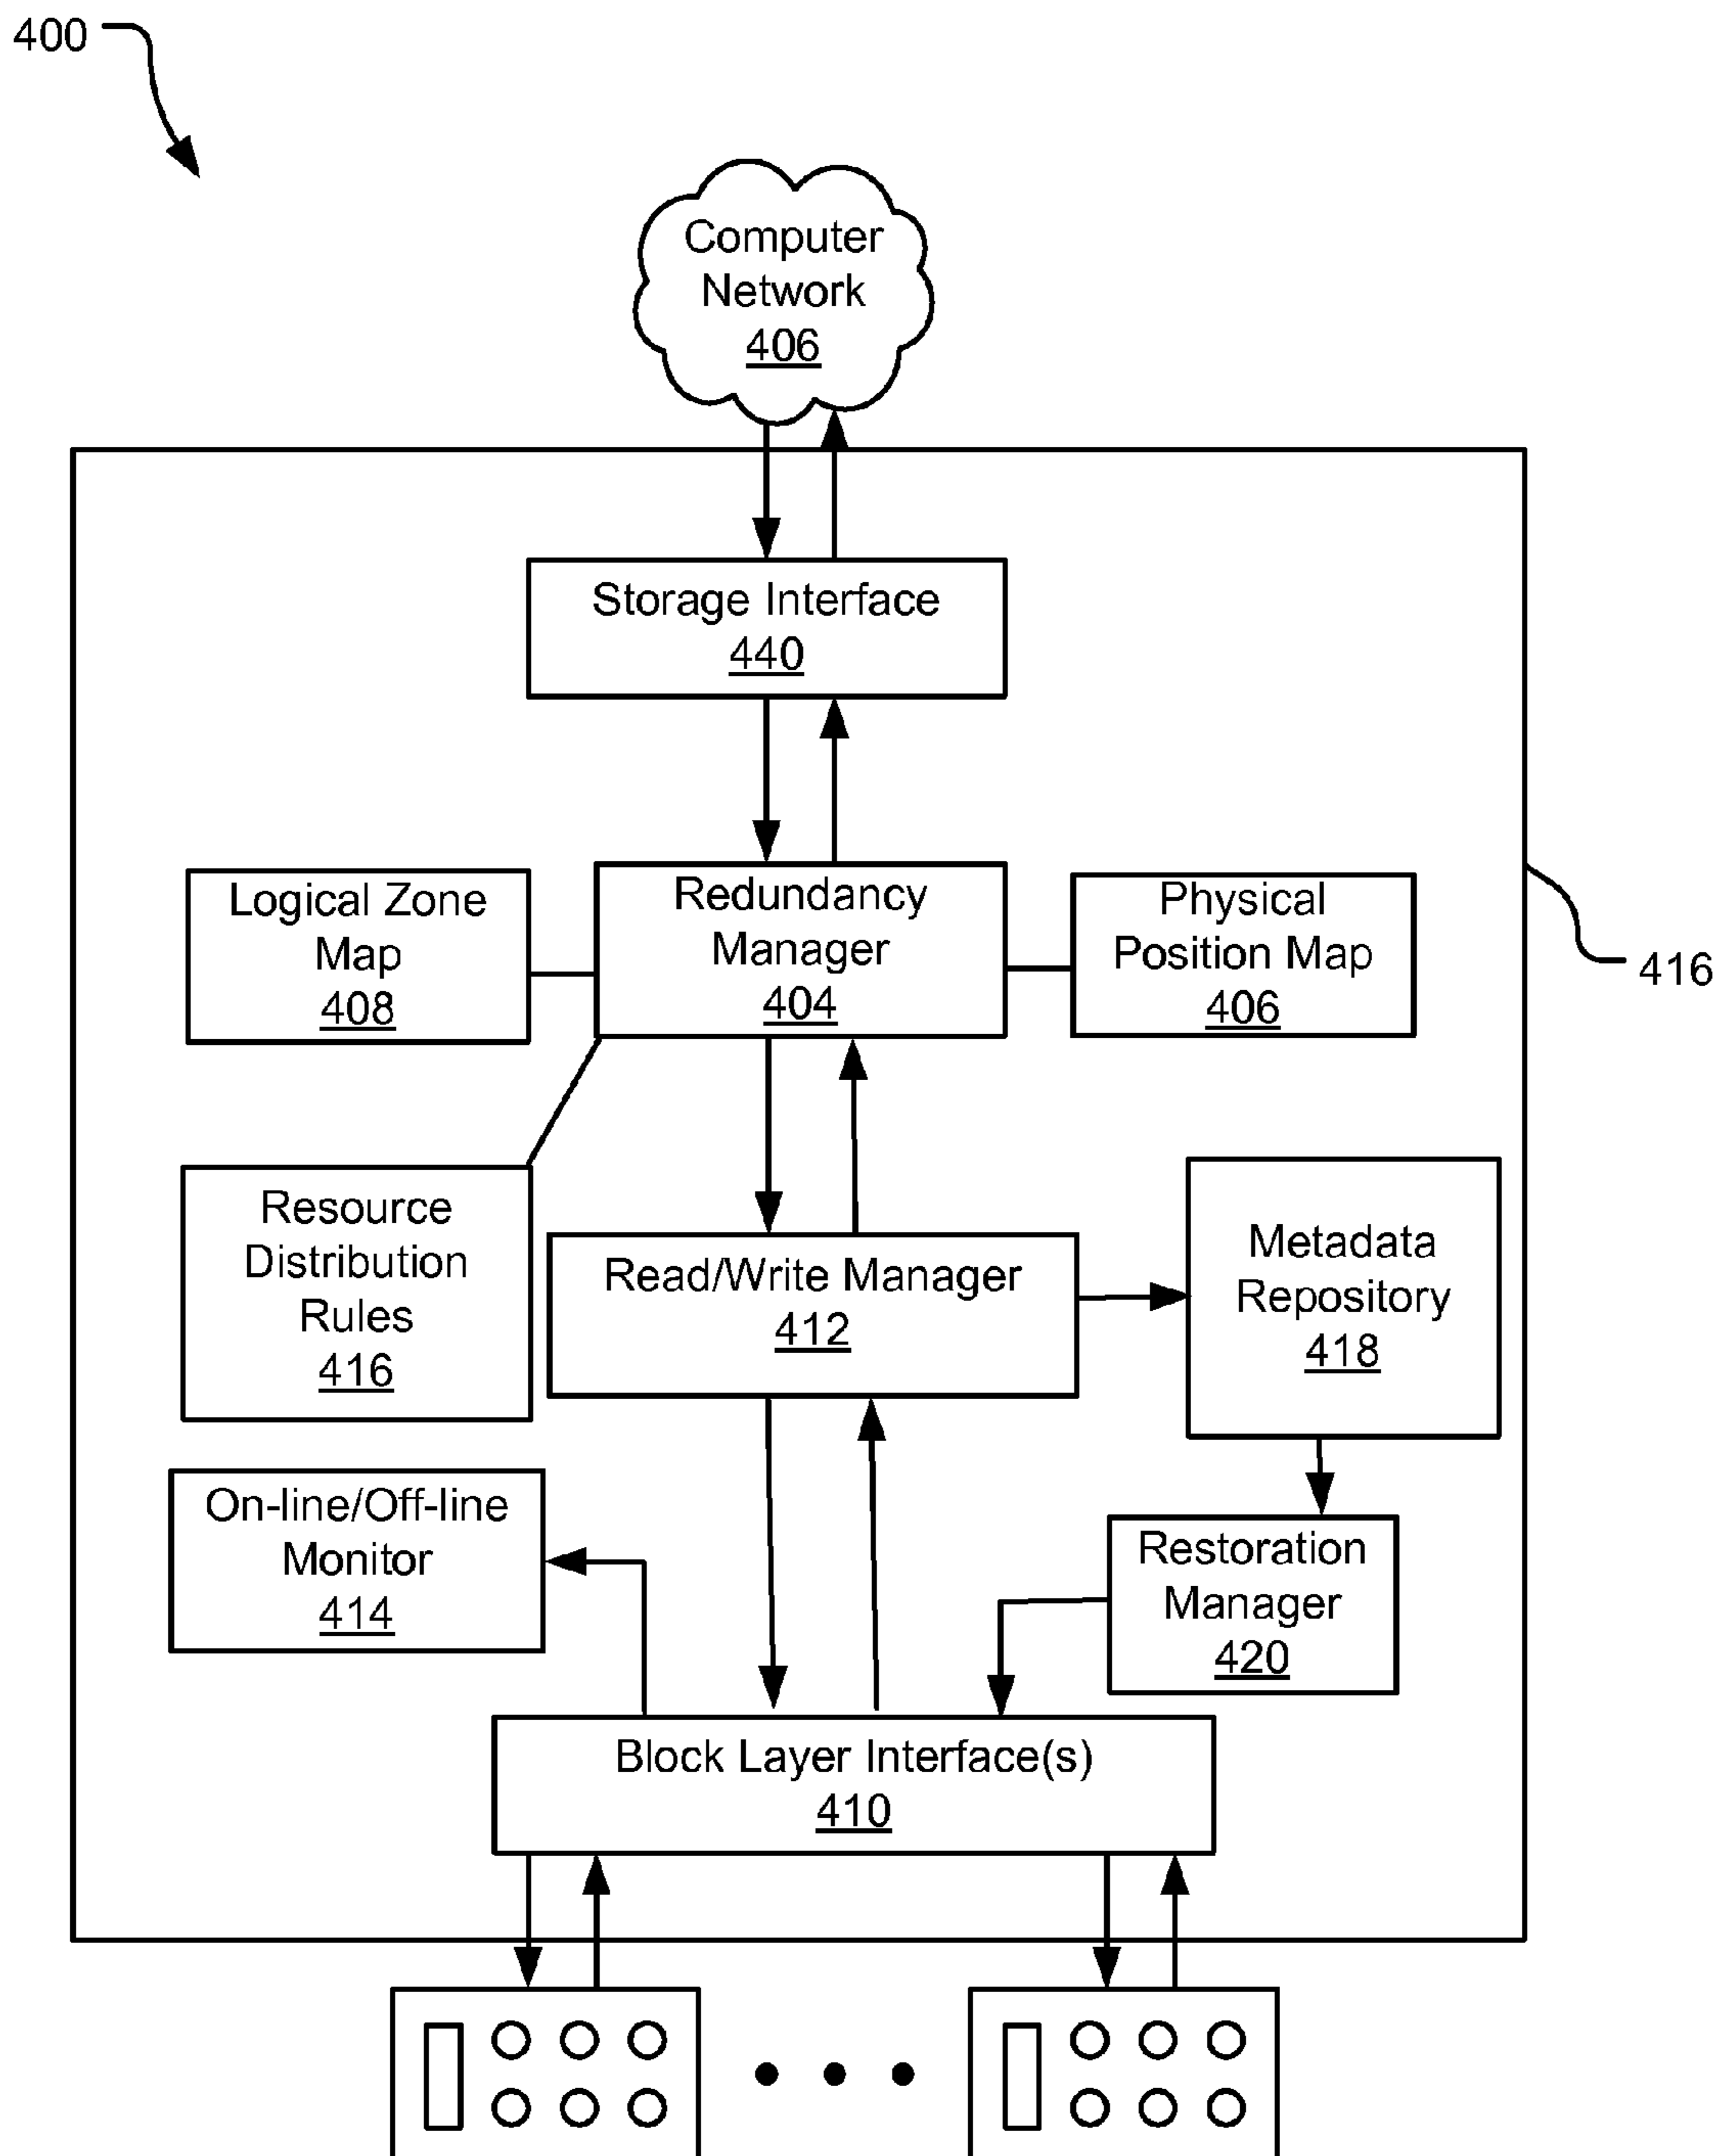 400
Computer
Network
406
Storage Interface
440
Logical Zone
Map
408
Redundancy
Manager
404
Physical
Position Map
406
416
Resource
Distribution
Rules
416
Read/Write Manager
412
Metadata
Repository
418
On-line/Off-line
Monitor
414
Restoration
Manager
420
Block Layer Interface(s)
410